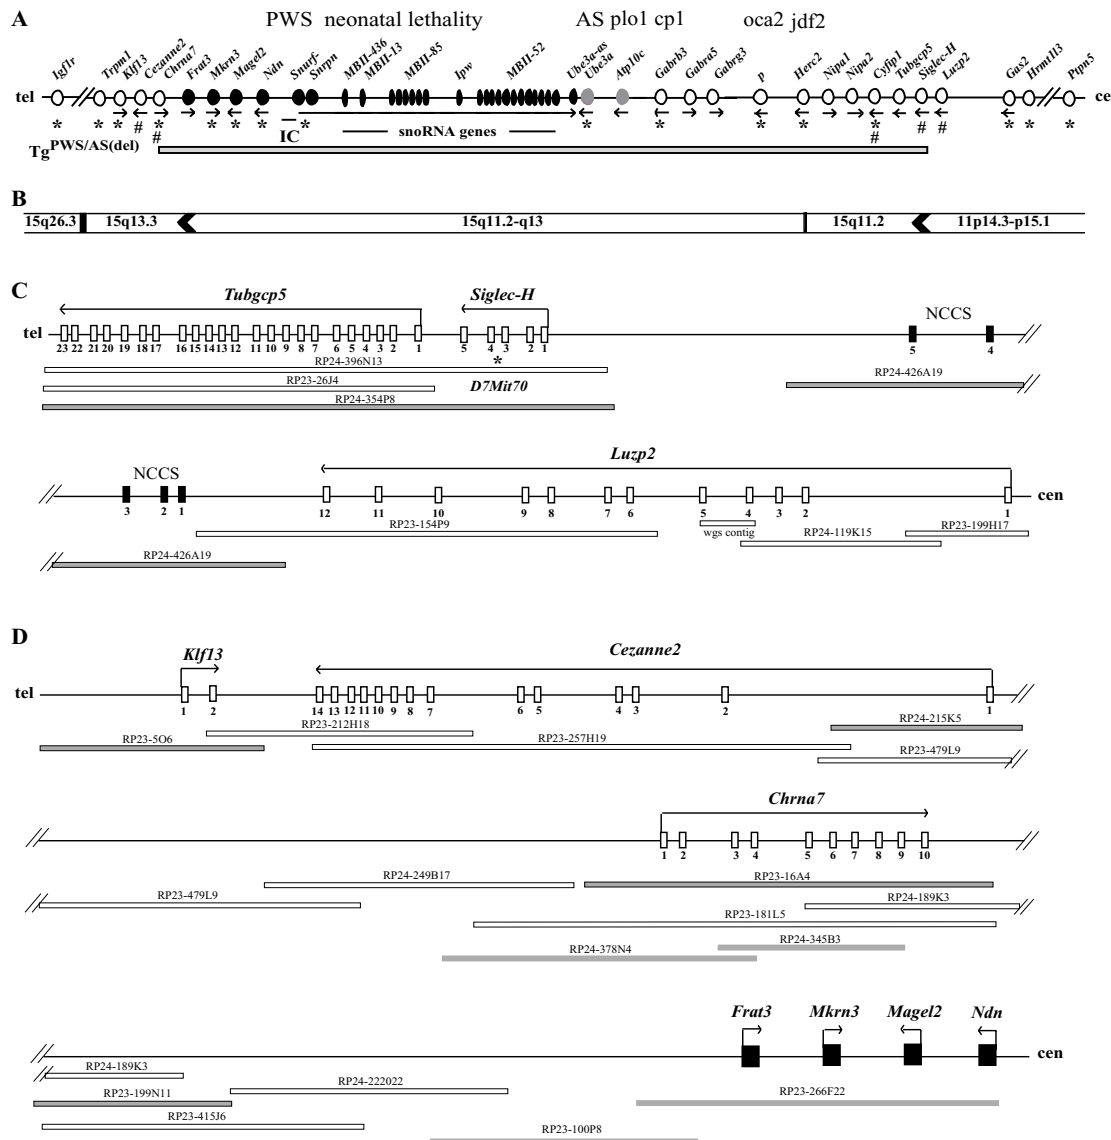 A
PWS neonatal lethality AS plo1 cp1 oca2 jdf2
Igf1r Trpm1 Klf13 Cezanne2 Chrna7 Frat3 Mkrn3 Magel2 Ndn Snurf- Snrpn MBII-436 MBII-13 MBII-85 Ipw MBII-52 Ube3a-as Ube3a Atp10c Gabrb3 Gabra5 Gabrg3 p Herc2 Nipa1 Nipa2 Cyfip1 Tubgcp5 Siglec-H Luzp2 Gas2 Hrmt1l3 Ptpn5
tel ce
* * * # * # * * * * * * * * * # # # * * *
IC snoRNA genes
TgPWS/AS(del)
B
15q26.3 15q13.3 15q11.2-q13 15q11.2 11p14.3-p15.1
C
Tubgcp5 Siglec-H NCCS
tel
23 22 21 20 19 18 17 16 15 14 13 12 11 10 9 8 7 6 5 4 3 2 1 5 4 3 2 1 5 4
*
RP24-396N13 RP24-426A19
RP23-26J4 D7Mit70
RP24-354P8
NCCS Luzp2
cen
3 2 1 12 11 10 9 8 7 6 5 4 3 2 1
RP23-154P9 wgs contig RP24-119K15 RP23-199H17
RP24-426A19
D
Klf13 Cezanne2
tel
1 2 14 13 12 11 10 9 8 7 6 5 4 3 2 1
RP23-212H18 RP24-215K5
RP23-5O6 RP23-257H19
RP23-479L9
Chrna7
1 2 3 4 5 6 7 8 9 10
RP24-249B17 RP23-16A4
RP23-479L9 RP24-189K3
RP23-181L5
RP24-378N4 RP24-345B3
Frat3 Mkrn3 Magel2 Ndn
cen
RP24-189K3
RP23-199N11 RP24-222O22 RP23-266F22
RP23-415J6
RP23-100P8